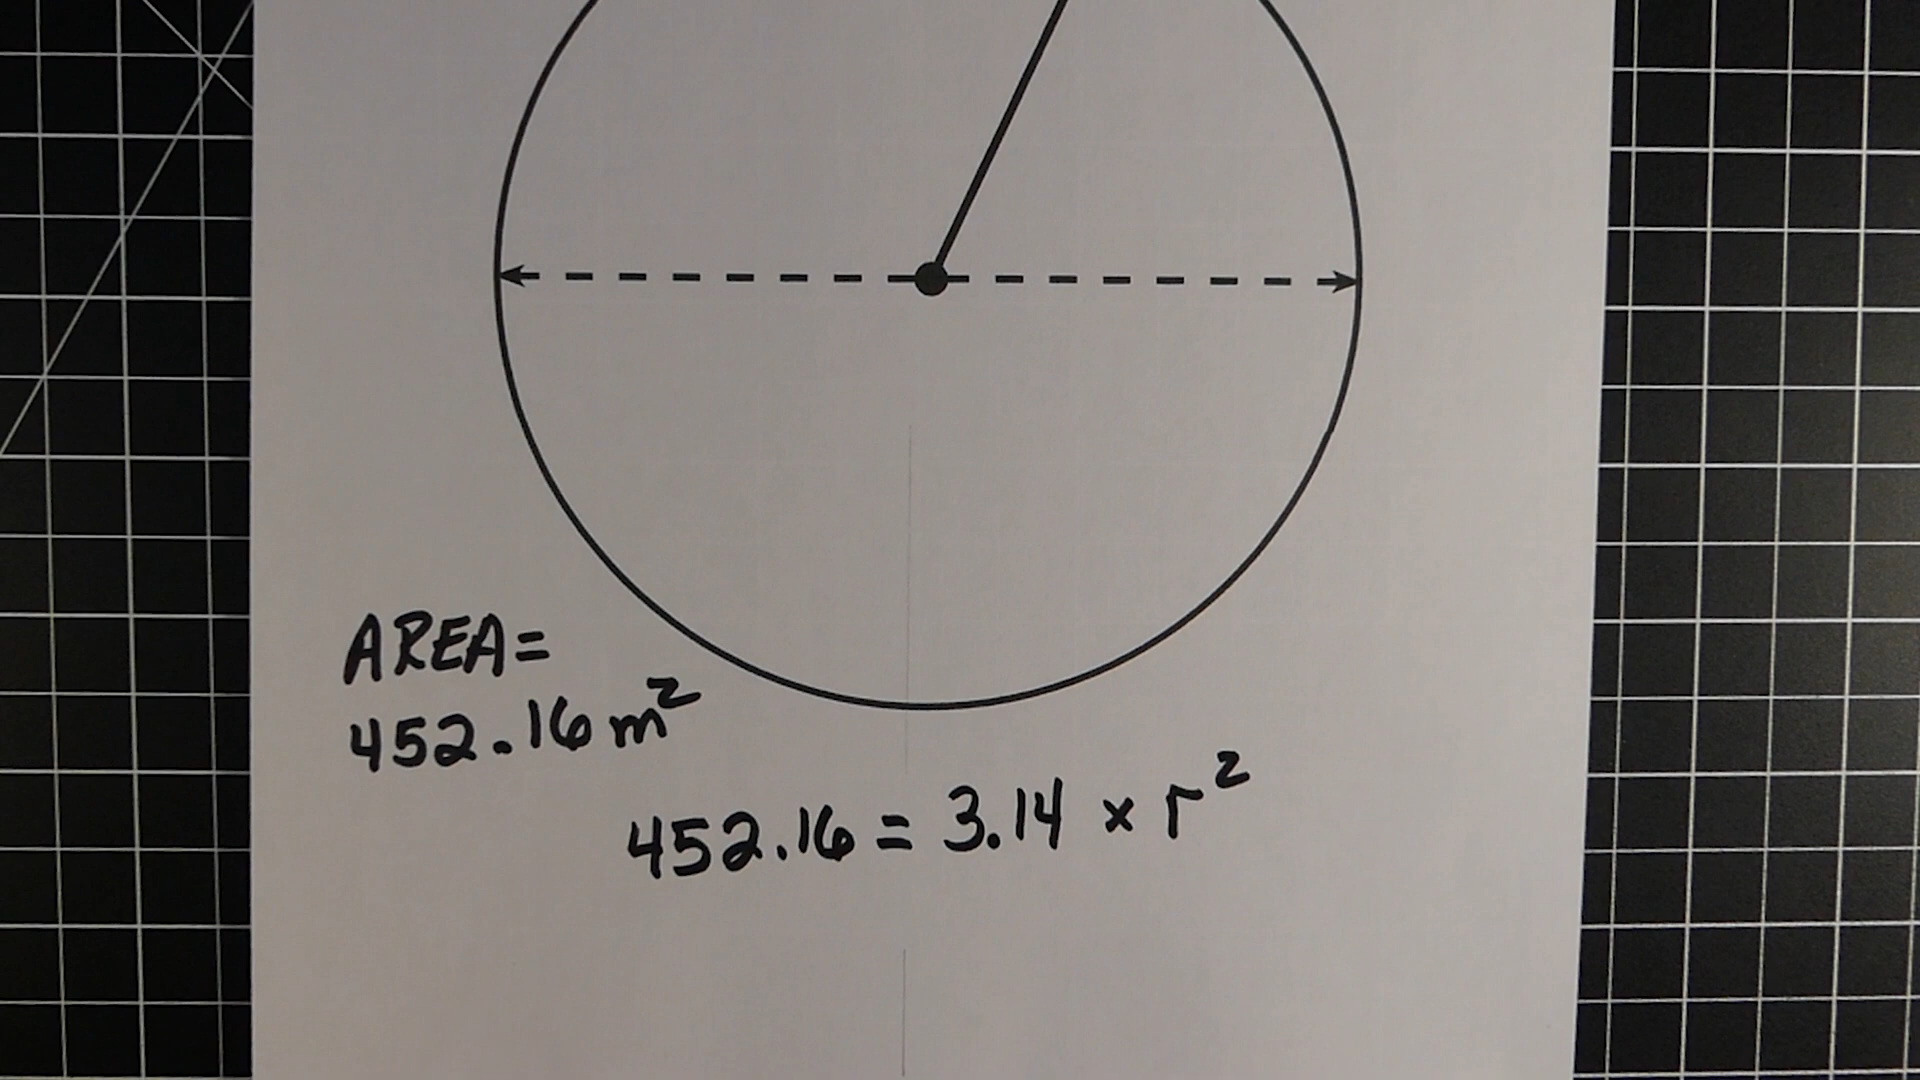 AREA=
452.16 m²
452.16 = 3.14 × r²